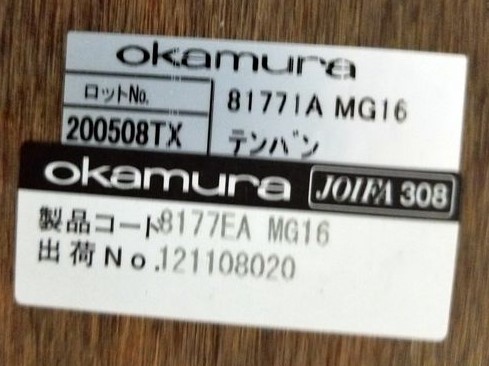 okamura
ロットNo.
81771A MG16
200508TX
テンバン
okamura JOIFA 308
製品コード8177EA MG16
出荷No.121108020